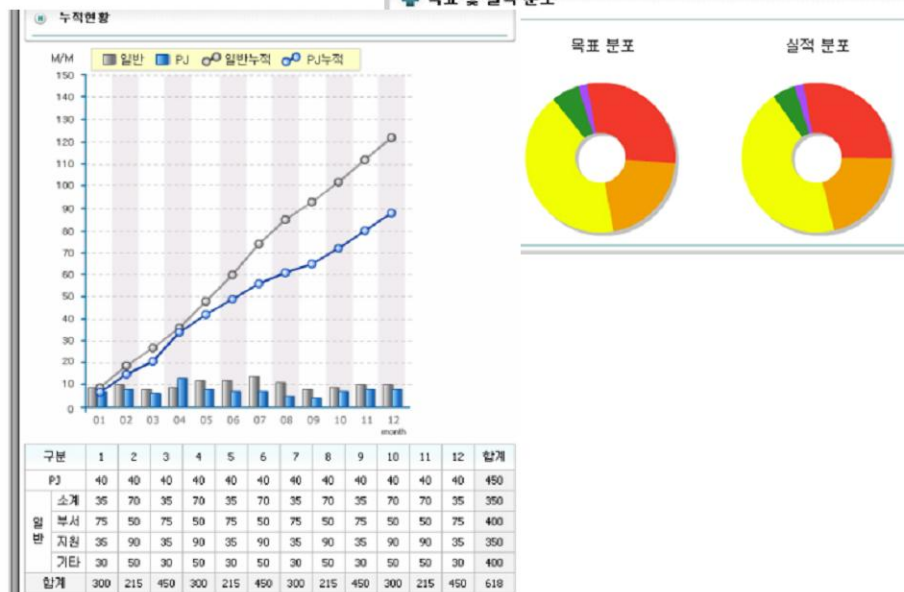 목표 및 실적 분포
누적현황
목표 분포
실적 분포
M/M
일반 PJ 일반누적 PJ누적
150
140
130
120
110
100
90
80
70
60
50
40
30
20
10
0
01 02 03 04 05 06 07 08 09 10 11 12
month
구분 1 2 3 4 5 6 7 8 9 10 11 12 합계
PJ 40 40 40 40 40 40 40 40 40 40 40 40 450
일반
소계 35 70 35 70 35 70 35 70 35 70 70 35 350
부서 75 50 75 50 75 50 75 50 75 50 50 75 400
지원 35 90 35 90 35 90 35 90 35 90 90 35 350
기타 30 50 30 50 30 50 30 50 30 50 50 30 400
합계 300 215 450 300 215 450 300 215 450 300 215 450 618